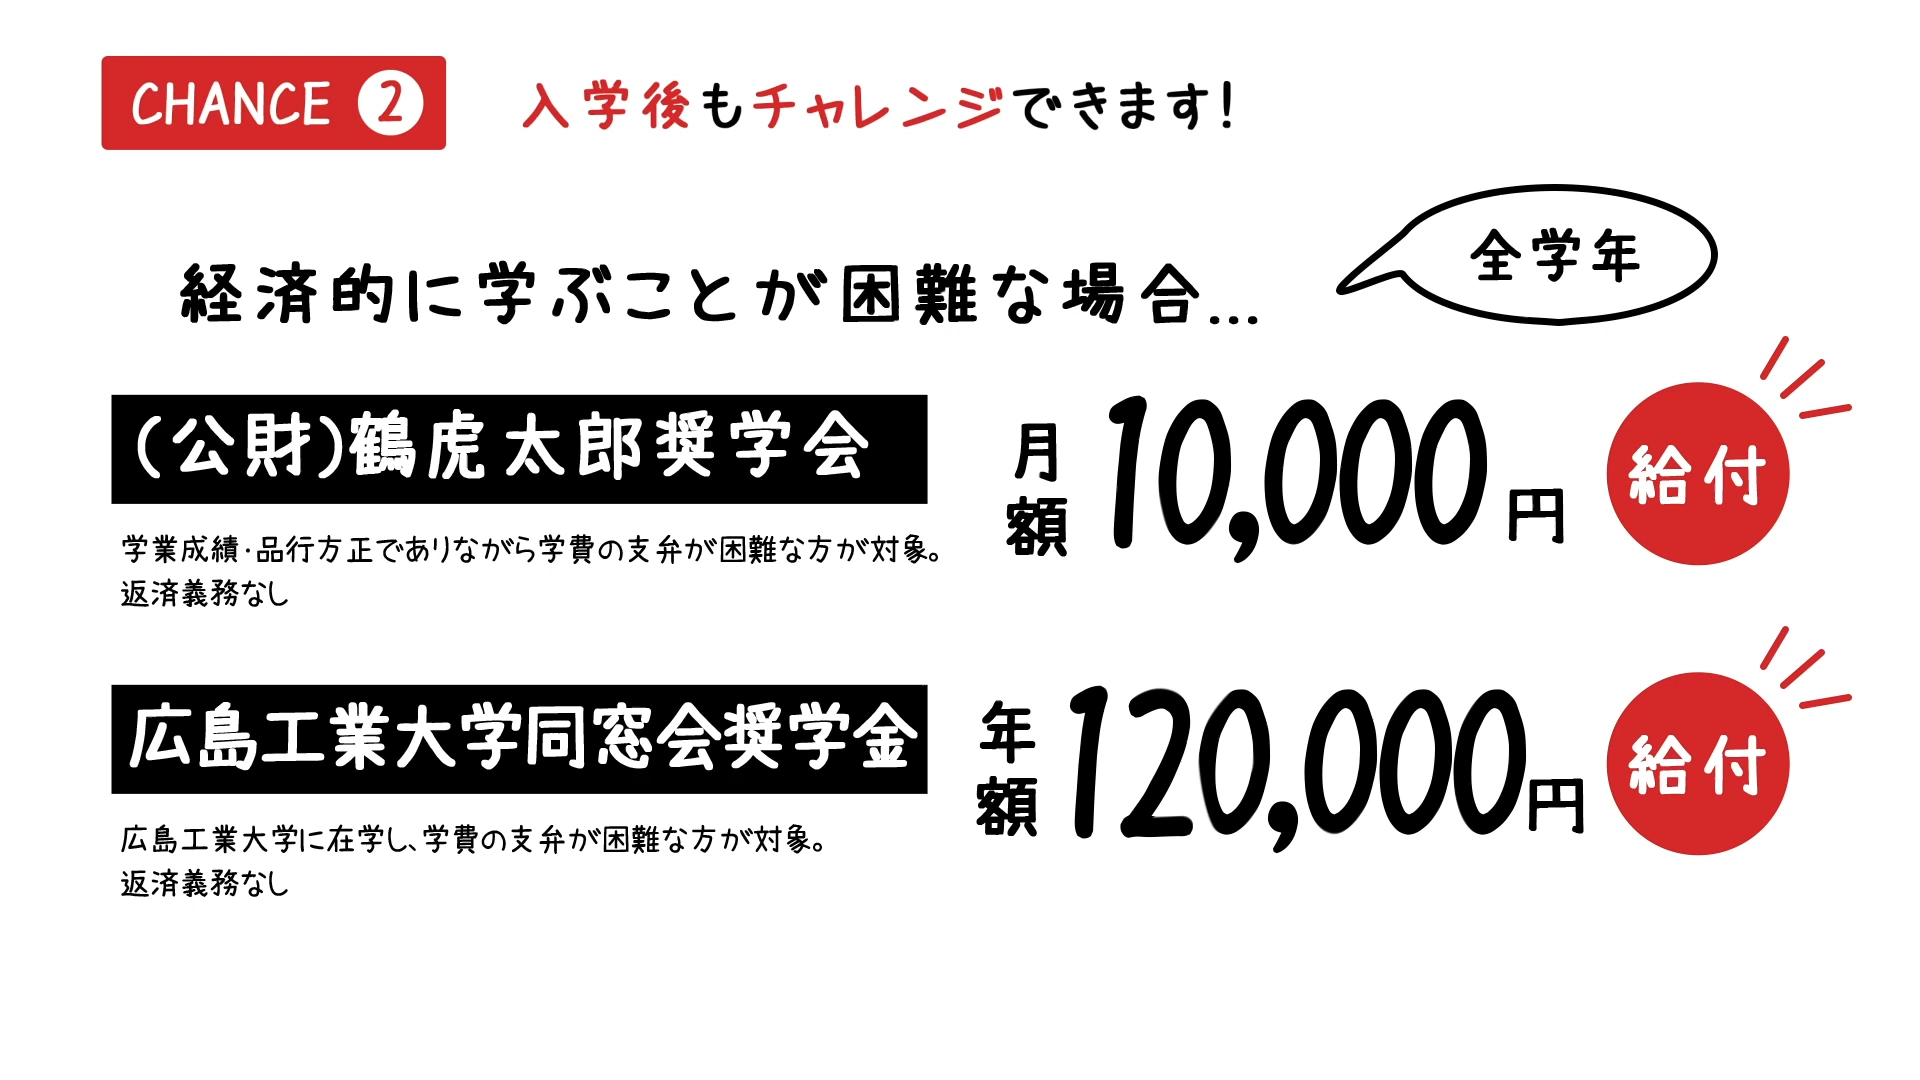 CHANCE 2
入学後もチャレンジできます!
全学年
経済的に学ぶことが困難な場合...
(公財)鶴虎太郎奨学会
月額 10,000円
給付
学業成績・品行方正でありながら学費の支弁が困難な方が対象。
返済義務なし
広島工業大学同窓会奨学金
年額 120,000円
給付
広島工業大学に在学し、学費の支弁が困難な方が対象。
返済義務なし